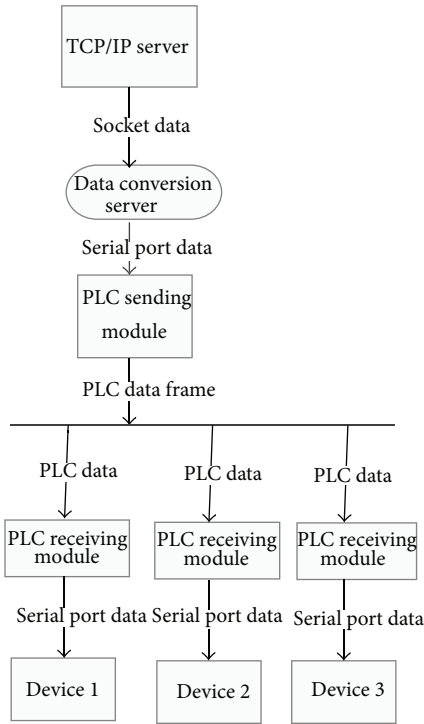 TCP/IP server
Socket data
Data conversion
server
Serial port data
PLC sending
module
PLC data frame
PLC data
PLC data
PLC data
PLC receiving
module
PLC receiving
module
PLC receiving
module
Serial port data
Serial port data
Serial port data
Device 1
Device 2
Device 3